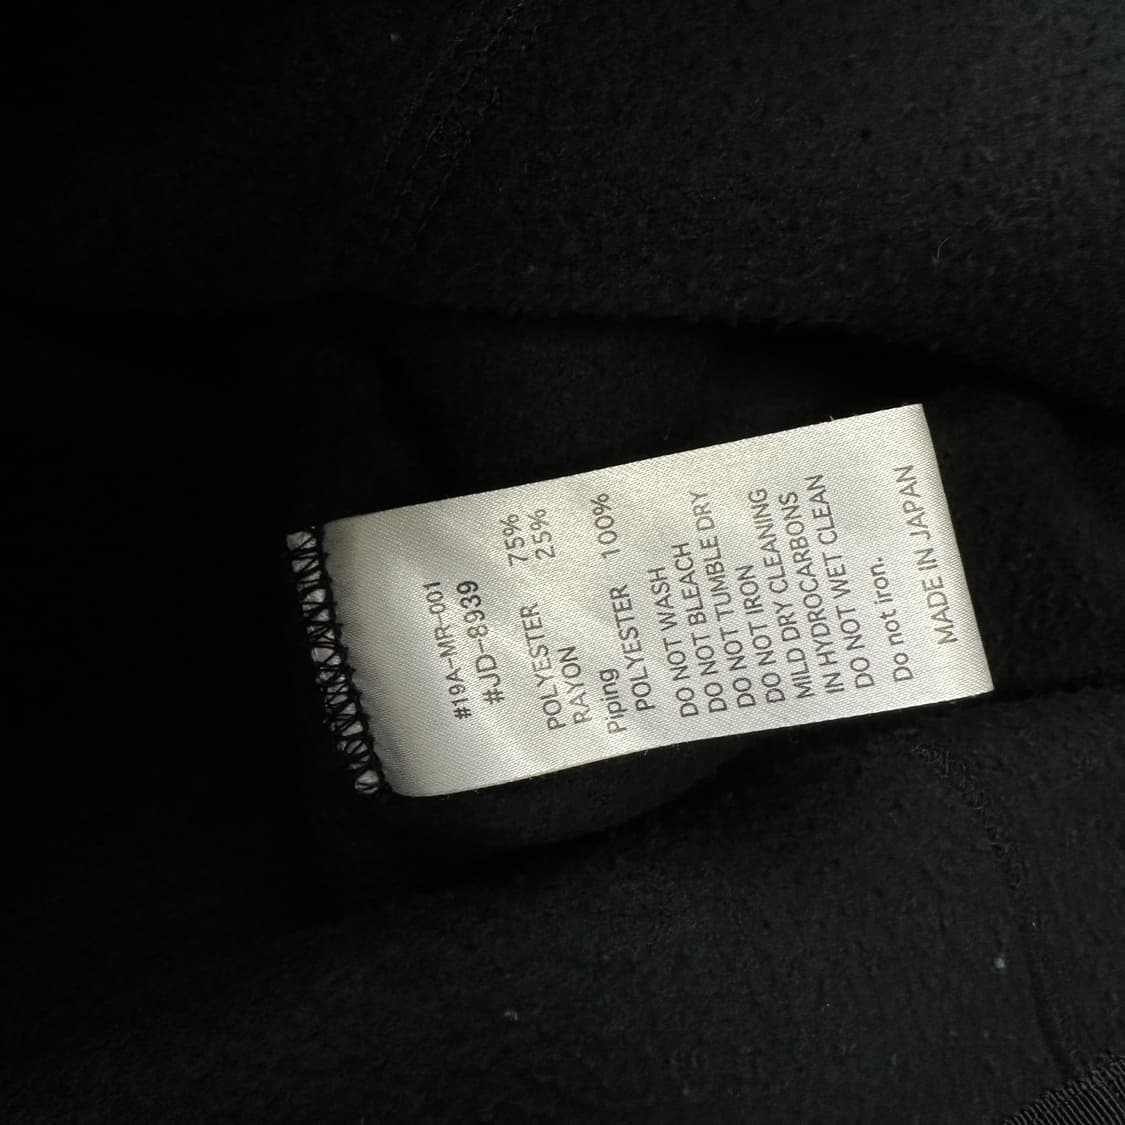 #19A-MR-001
#JD-8939
POLYESTER 75%
RAYON 25%
Piping
POLYESTER 100%
DO NOT WASH
DO NOT BLEACH
DO NOT TUMBLE DRY
DO NOT IRON
DO NOT DRY CLEANING
MILD DRY CARBONS
IN HYDROCARBONS
DO NOT WET CLEAN
Do not iron.
MADE IN JAPAN